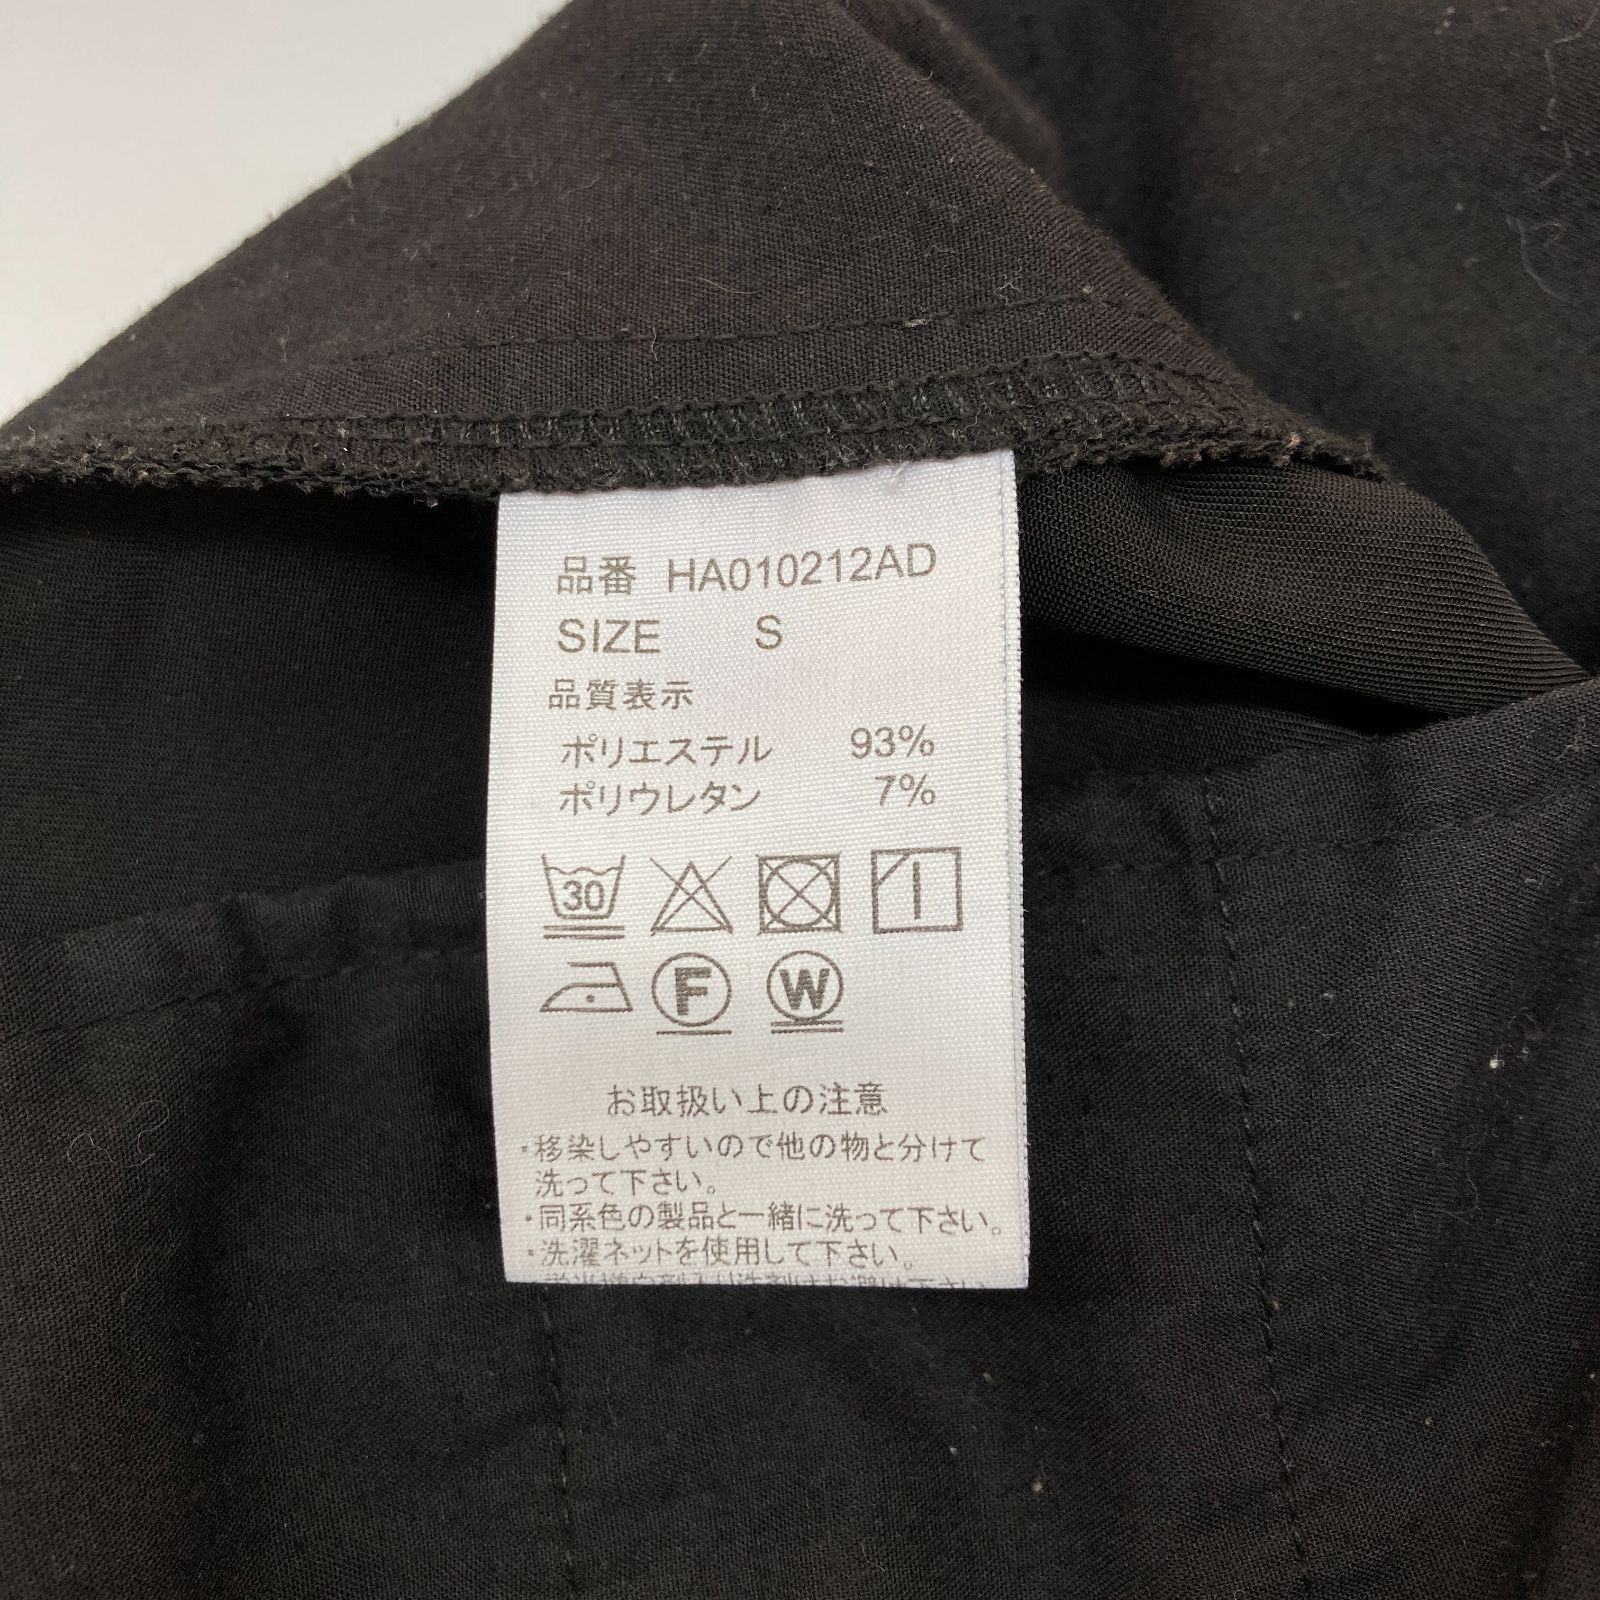 品番 HA010212AD
SIZE S
品質表示
ポリエステル 93%
ポリウレタン 7%
30
F W
お取扱い上の注意
・移染しやすいので他の物と分けて
洗って下さい。
・同系色の製品と一緒に洗って下さい。
・洗濯ネットを使用して下さい。